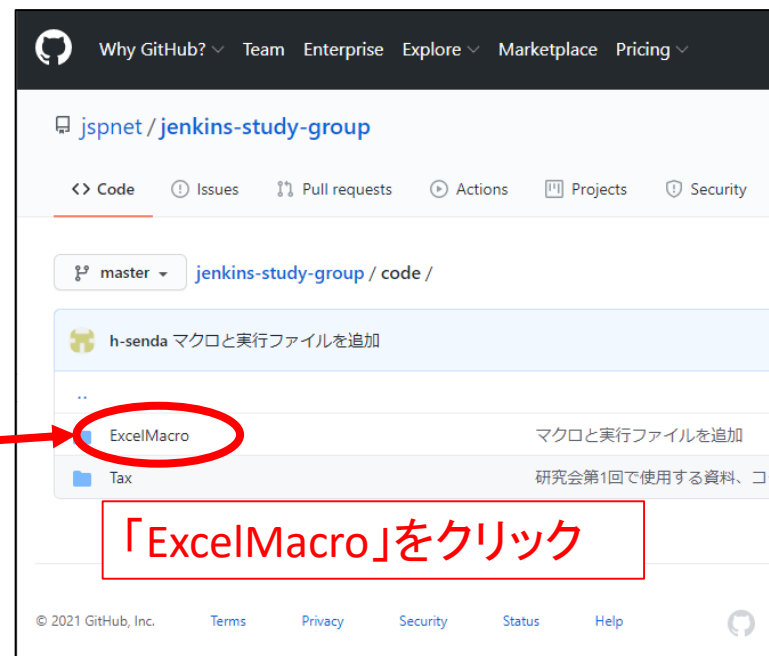 Why GitHub? Team Enterprise Explore Marketplace Pricing
jspnet / jenkins-study-group
<> Code Issues Pull requests Actions Projects Security
master jenkins-study-group / code /
h-senda マクロと実行ファイルを追加
..
ExcelMacro マクロと実行ファイルを追加
Tax 研究会第1回で使用する資料、コ
「ExcelMacro」をクリック
© 2021 GitHub, Inc. Terms Privacy Security Status Help